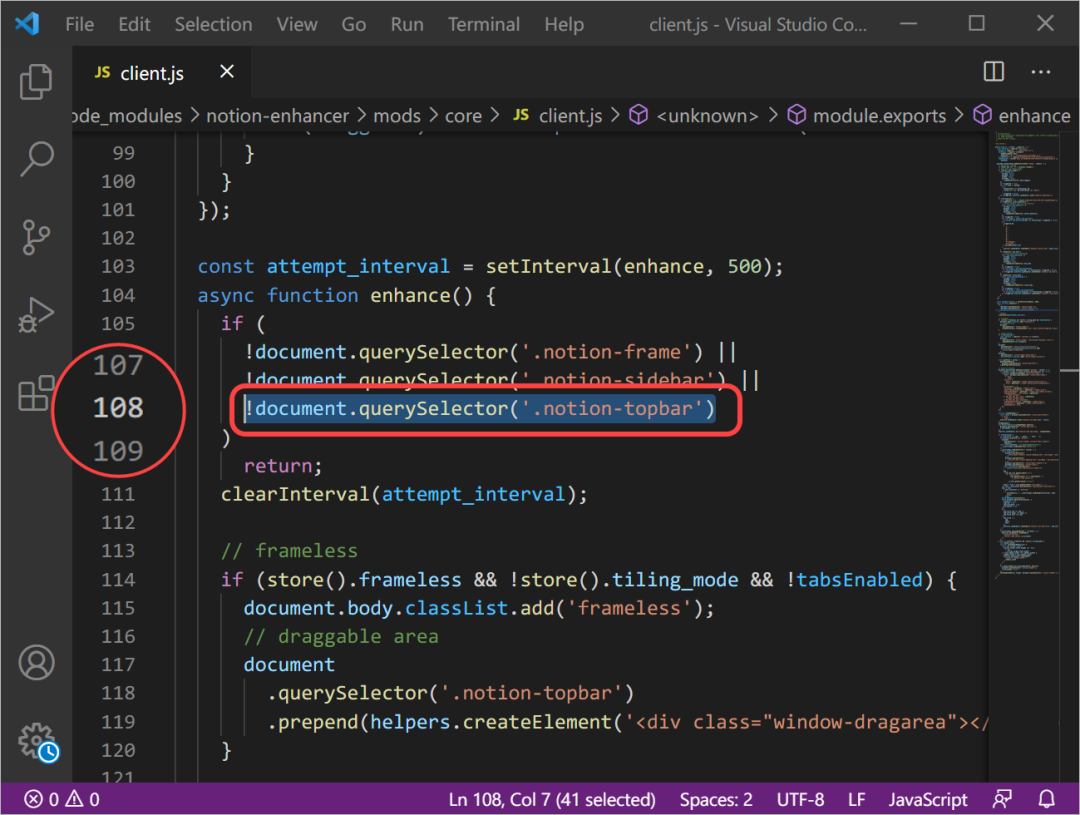 File Edit Selection View Go Run Terminal Help client.js - Visual Studio Co...
JS client.js
ode_modules > notion-enhancer > mods > core > JS client.js > <unknown> > module.exports > enhance
99 }
100 }
101 });
102
103 const attempt_interval = setInterval(enhance, 500);
104 async function enhance() {
105 if (
!document.querySelector('.notion-frame') ||
107 !document.querySelector('.notion-sidebar') ||
108 !document.querySelector('.notion-topbar')
109 )
return;
111 clearInterval(attempt_interval);
112
113 // frameless
114 if (store().frameless && !store().tiling_mode && !tabsEnabled) {
115 document.body.classList.add('frameless');
116 // draggable area
117 document
118 .querySelector('.notion-topbar')
119 .prepend(helpers.createElement('<div class="window-dragarea"></
120 }
121
0 0 Ln 108, Col 7 (41 selected) Spaces: 2 UTF-8 LF JavaScript